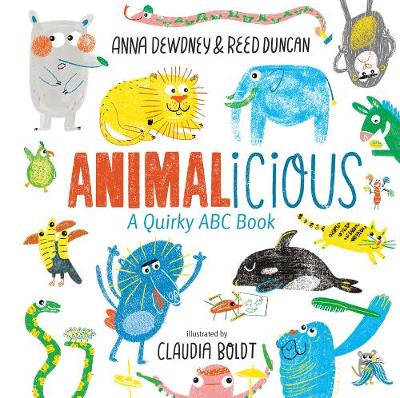 ANNA DEWDNEY & REED DUNCAN
ANIMALiCiOUS
A Quirky ABC Book
illustrated by
CLAUDIA BOLDT